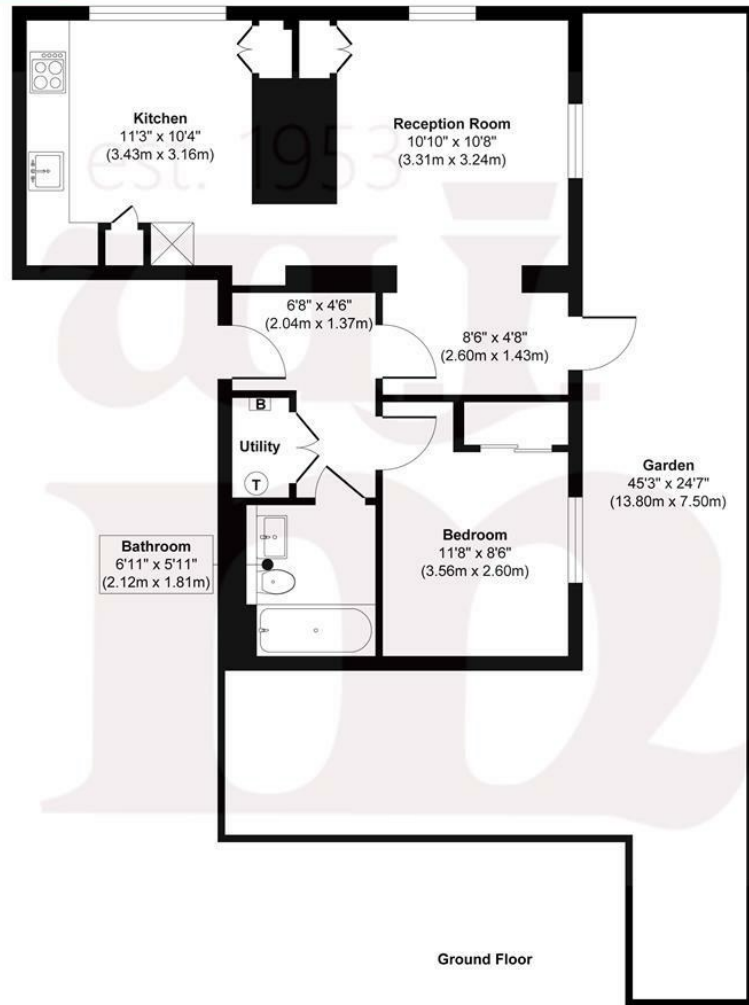 Kitchen
11'3" x 10'4"
(3.43m x 3.16m)
Reception Room
10'10" x 10'8"
(3.31m x 3.24m)
est. 1953
6'8" x 4'6"
(2.04m x 1.37m)
8'6" x 4'8"
(2.60m x 1.43m)
B
Utility
T
Garden
45'3" x 24'7"
(13.80m x 7.50m)
Bathroom
6'11" x 5'11"
(2.12m x 1.81m)
Bedroom
11'8" x 8'6"
(3.56m x 2.60m)
Ground Floor